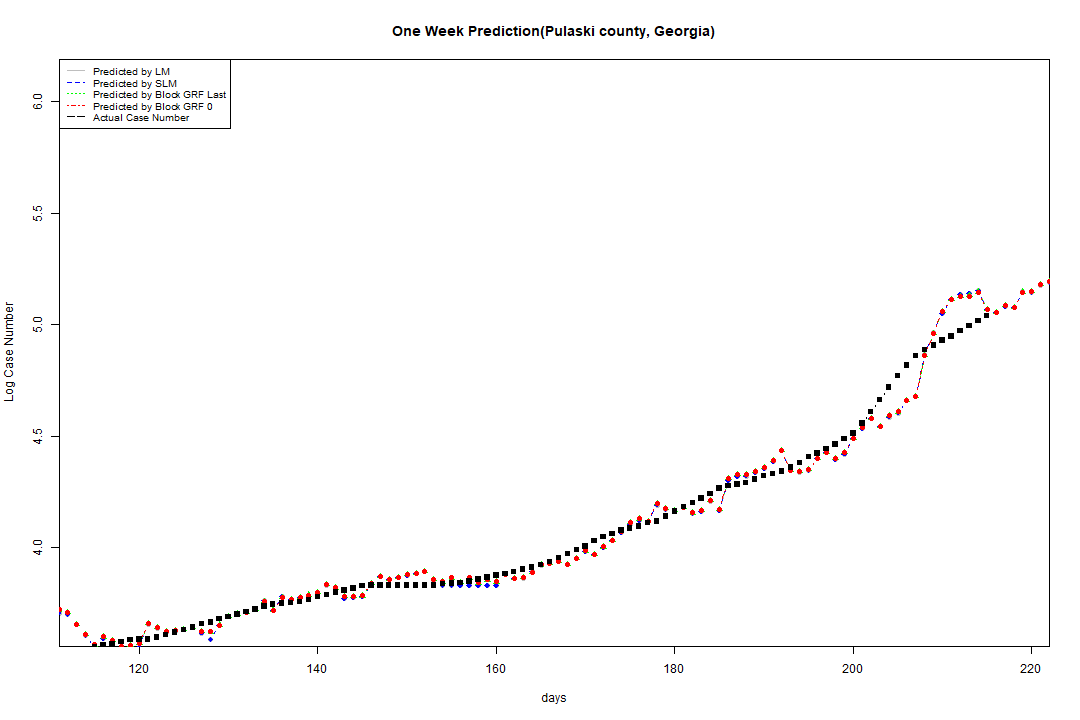 One Week Prediction(Pulaski county, Georgia)
Predicted by LM
Predicted by SLM
Predicted by Block GRF Last
Predicted by Block GRF 0
Actual Case Number
6.0
5.5
5.0
4.5
4.0
Log Case Number
120 140 160 180 200 220
days